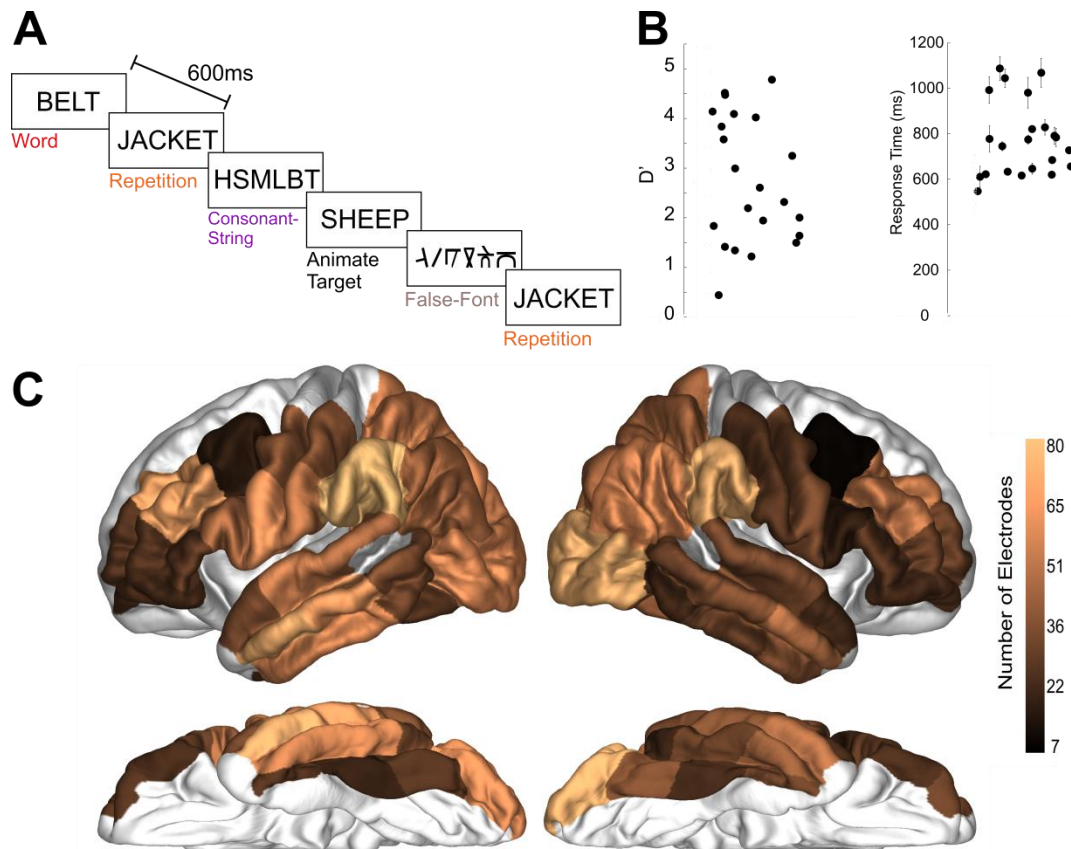 A
600ms
BELT
Word
JACKET
Repetition
HSMLBT
Consonant-
String
SHEEP
Animate
Target
False-Font
JACKET
Repetition
B
D'
5
4
3
2
1
0
Response Time (ms)
1200
1000
800
600
400
200
0
C
Number of Electrodes
80
65
51
36
22
7